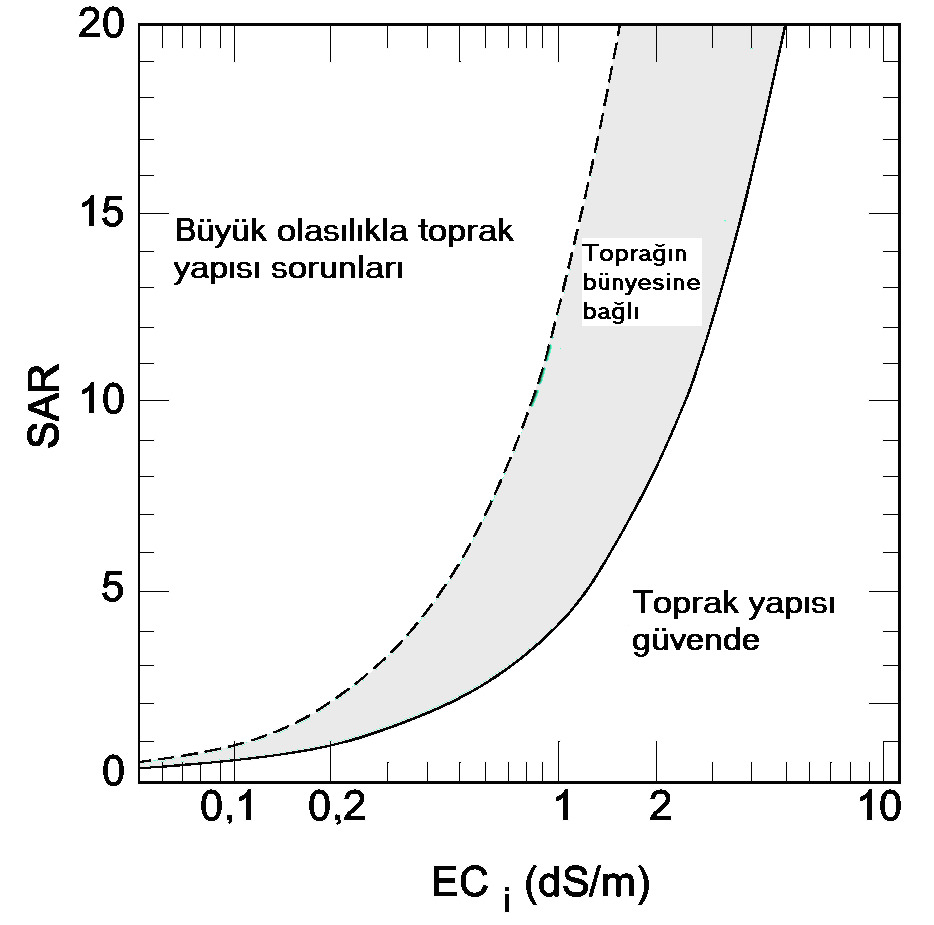 20
15
10
5
0
SAR
Büyük olasılıkla toprak
yapısı sorunları
Toprağın
bünyesine
bağlı
Toprak yapısı
güvende
0,1 0,2 1 2 10
EC i (dS/m)